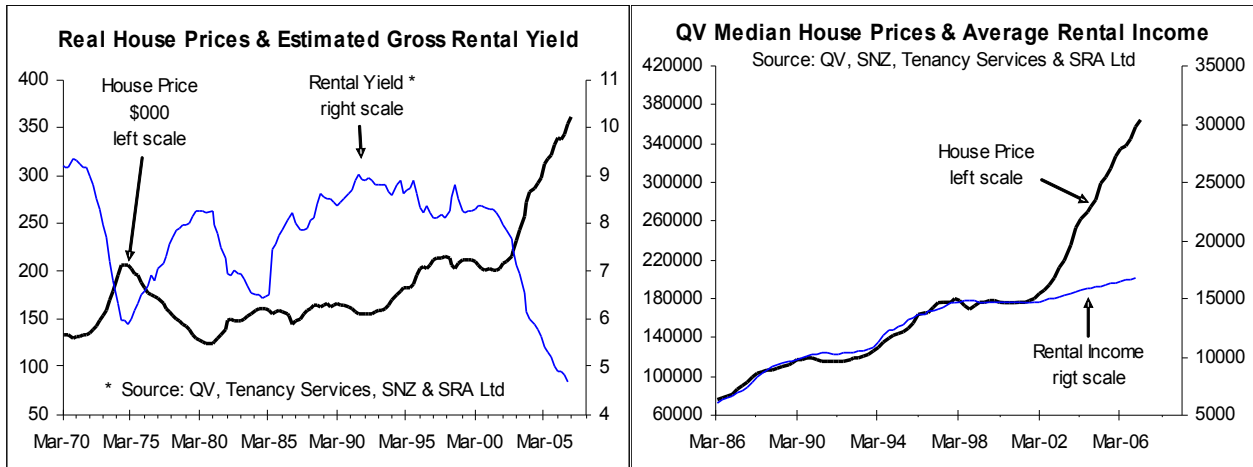 Real House Prices & Estimated Gross Rental Yield
400
350
300
250
200
150
100
50
11
10
9
8
7
6
5
4
House Price
$000
left scale
Rental Yield *
right scale
* Source: QV, Tenancy Services, SNZ & SRA Ltd
Mar-70 Mar-75 Mar-80 Mar-85 Mar-90 Mar-95 Mar-00 Mar-05
QV Median House Prices & Average Rental Income
Source: QV, SNZ, Tenancy Services & SRA Ltd
420000
380000
340000
300000
260000
220000
180000
140000
100000
60000
35000
30000
25000
20000
15000
10000
5000
House Price
left scale
Rental Income
rigt scale
Mar-86 Mar-90 Mar-94 Mar-98 Mar-02 Mar-06